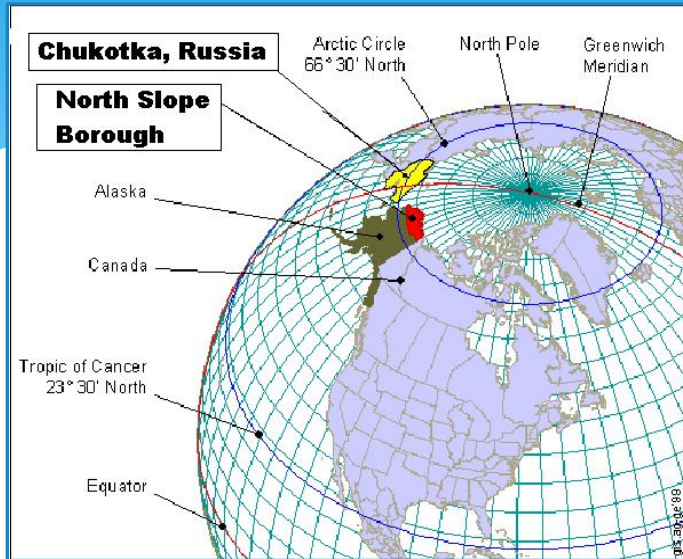 Chukotka, Russia
North Slope
Borough
Arctic Circle
66°30' North
North Pole
Greenwich
Meridian
Alaska
Canada
Tropic of Cancer
23°30' North
Equator